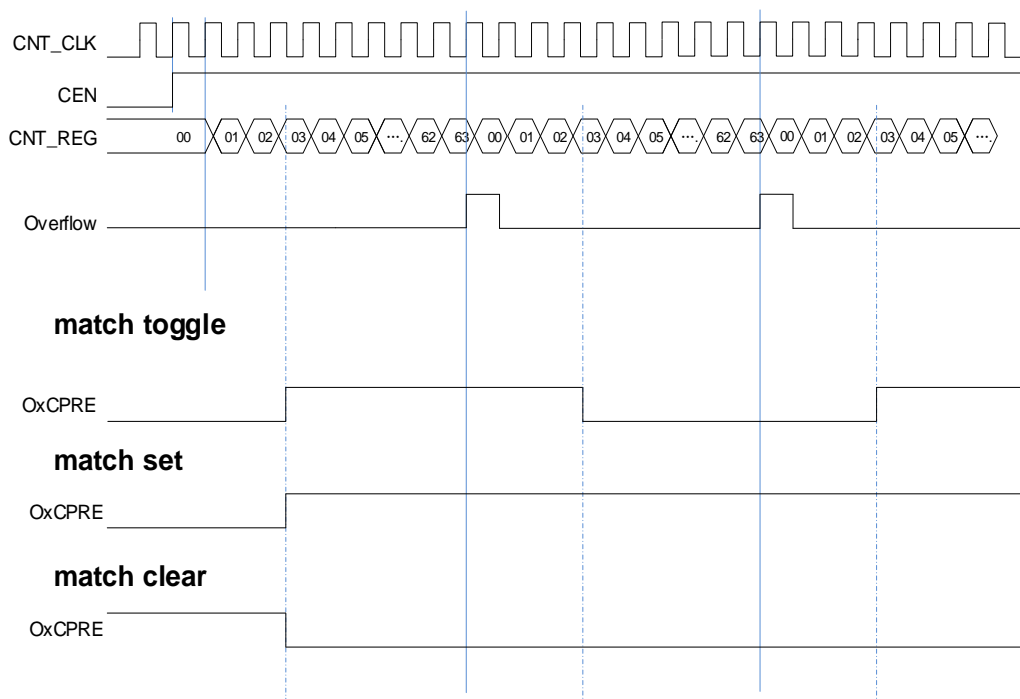 CNT_CLK
CEN
CNT_REG 00 01 02 03 04 05 ···. 62 63 00 01 02 03 04 05 ···. 62 63 00 01 02 03 04 05 ···.
Overflow
match toggle
OxCPRE
match set
OxCPRE
match clear
OxCPRE